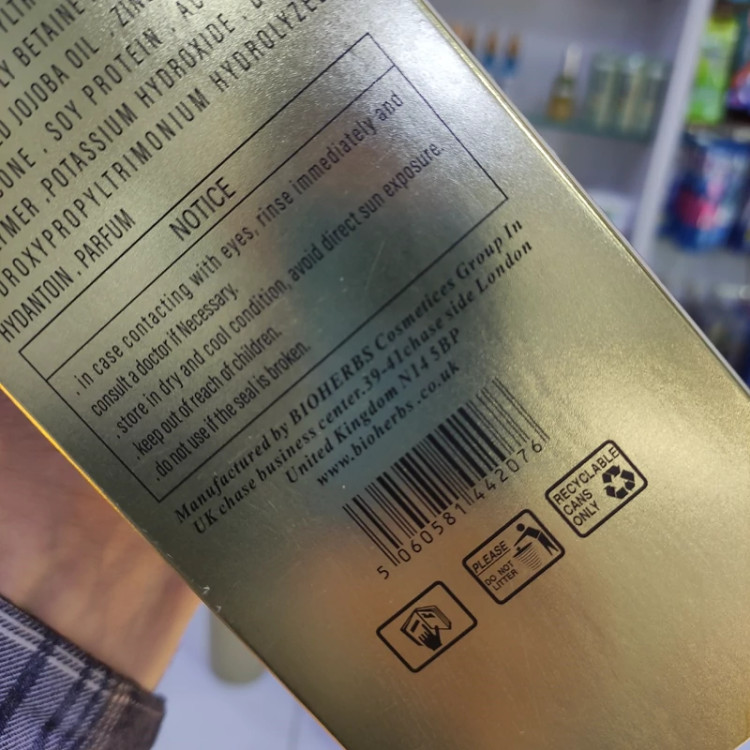 LY BETAINE
JOJOBA OIL . ZIN
ONE . SOY PROTEIN . AC
YMER .POTASSIUM HYDROXIDE .
DROXYPROPYLTRIMONIUM HYDROLYZE
HYDANTOIN . PARFUM
NOTICE
. in case contacting with eyes, rinse immediately and
consult a doctor if Necessary.
. store in dry and cool condition, avoid direct sun exposure.
.keep out of reach of children.
.do not use if the seal is broken.
Manufactured by BIOHERBS Cosmetices Group In
UK chase business center.39-41chase side London
United Kingdom N14 5BP
www.bioherbs.co.uk
5 060581 442076
RECYCLABLE
CANS
ONLY
PLEASE
DO NOT
LITTER